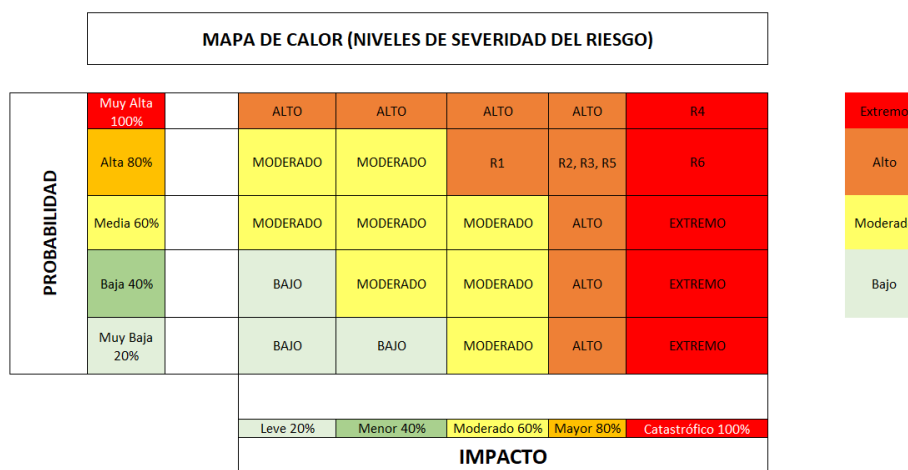 MAPA DE CALOR (NIVELES DE SEVERIDAD DEL RIESGO)
PROBABILIDAD
Muy Alta
100%
ALTO
ALTO
ALTO
ALTO
R4
Extremo
Alta 80%
MODERADO
MODERADO
R1
R2, R3, R5
R6
Alto
Media 60%
MODERADO
MODERADO
MODERADO
ALTO
EXTREMO
Moderad
Baja 40%
BAJO
MODERADO
MODERADO
ALTO
EXTREMO
Bajo
Muy Baja
20%
BAJO
BAJO
MODERADO
ALTO
EXTREMO
Leve 20%
Menor 40%
Moderado 60%
Mayor 80%
Catastrófico 100%
IMPACTO